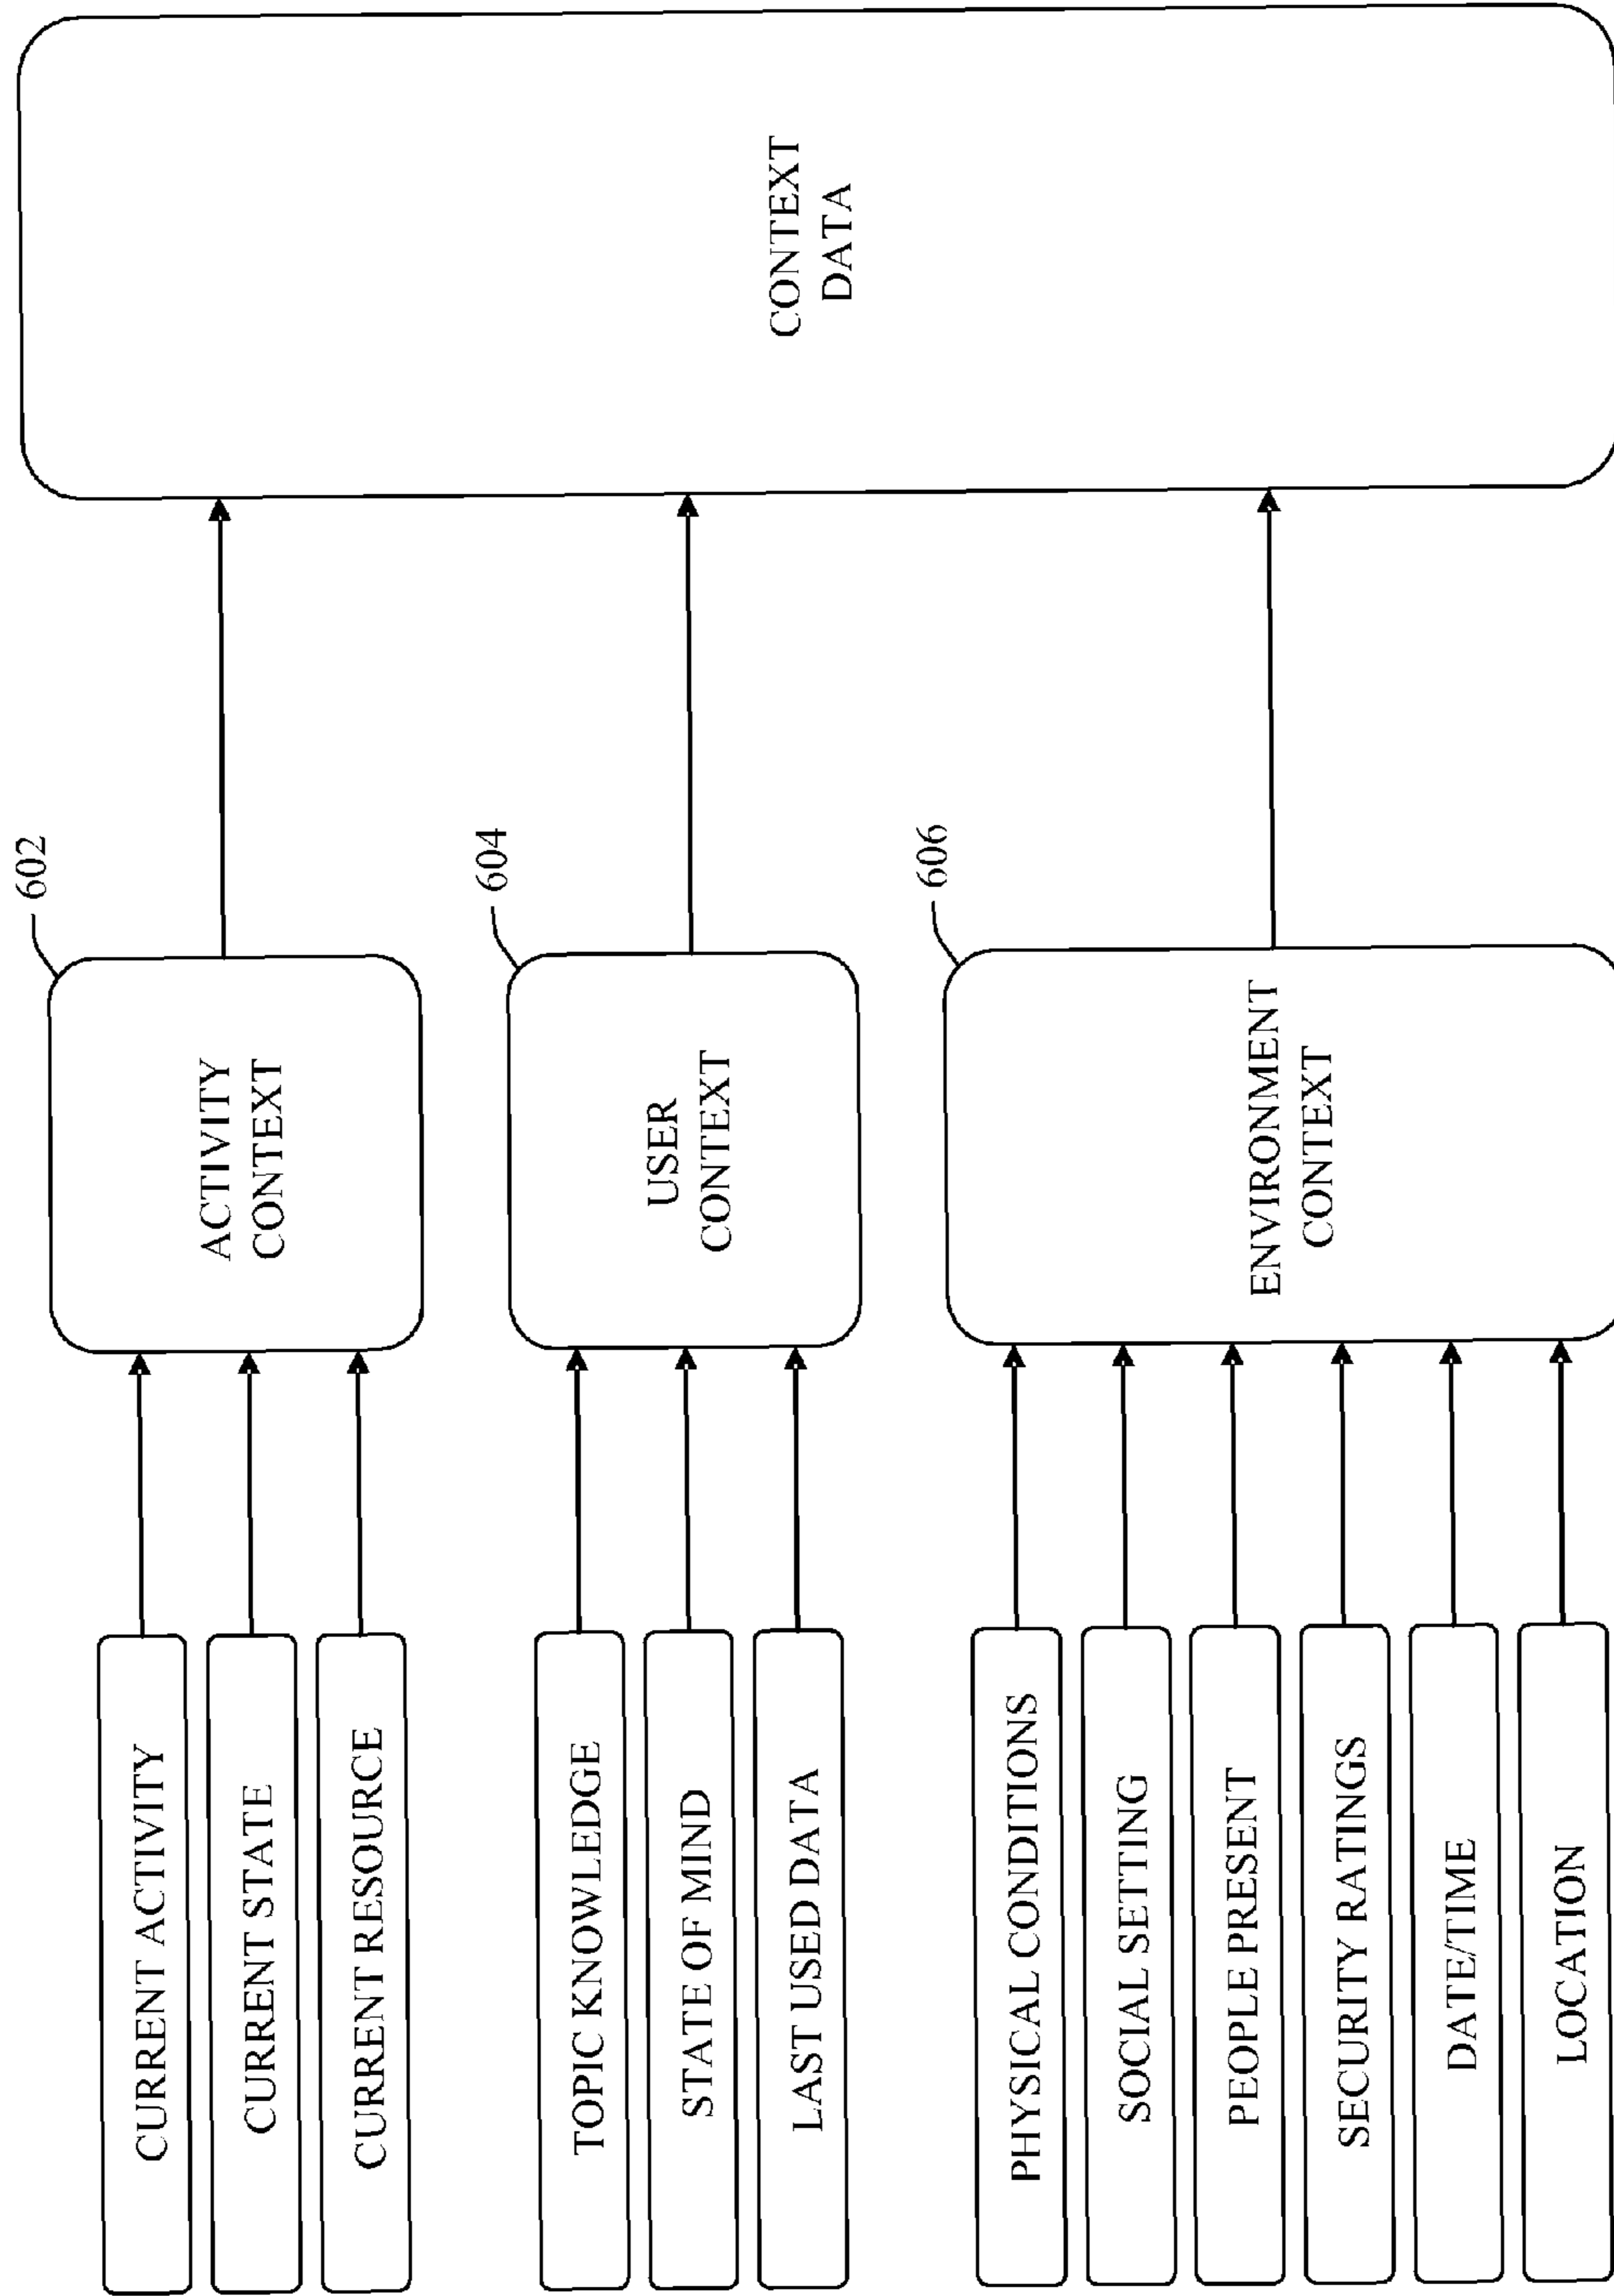 CURRENT ACTIVITY
CURRENT STATE
CURRENT RESOURCE
TOPIC KNOWLEDGE
STATE OF MIND
LAST USED DATA
PHYSICAL CONDITIONS
SOCIAL SETTING
PEOPLE PRESENT
SECURITY RATINGS
DATE/TIME
LOCATION
602
ACTIVITY
CONTEXT
604
USER
CONTEXT
606
ENVIRONMENT
CONTEXT
CONTEXT
DATA